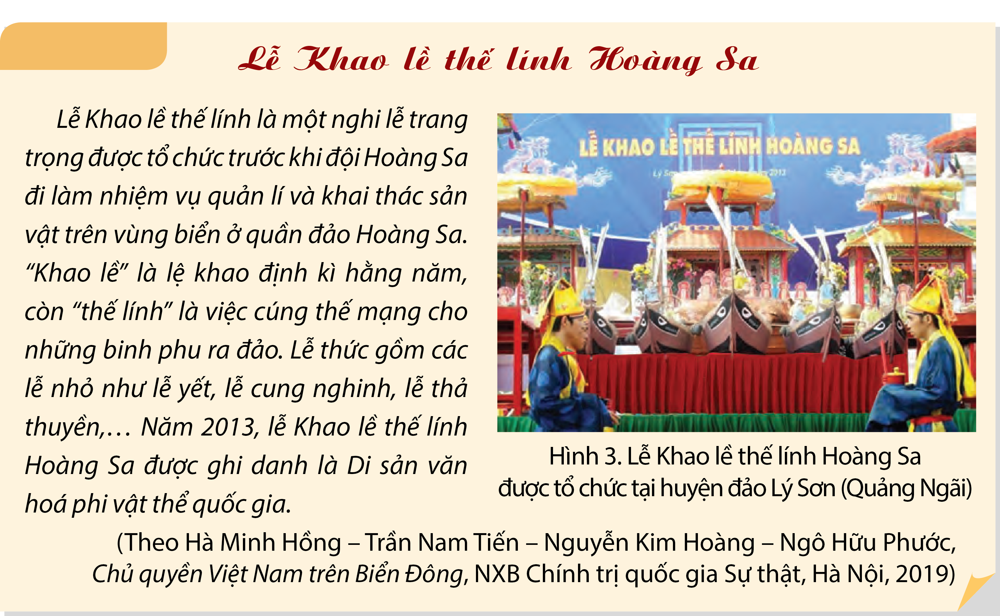 Lễ Khao lề thế lính Hoàng Sa
Lễ Khao lề thế lính là một nghi lễ trang
trọng được tổ chức trước khi đội Hoàng Sa
đi làm nhiệm vụ quản lí và khai thác sản
vật trên vùng biển ở quần đảo Hoàng Sa.
“Khao lề” là lệ khao định kì hằng năm,
còn “thế lính” là việc cúng thế mạng cho
những binh phu ra đảo. Lễ thức gồm các
lễ nhỏ như lễ yết, lễ cung nghinh, lễ thả
thuyền,… Năm 2013, lễ Khao lề thế lính
Hoàng Sa được ghi danh là Di sản văn
hoá phi vật thể quốc gia.
LỄ KHAO LỀ THẾ LÍNH HOÀNG SA
Lý 2013
Hình 3. Lễ Khao lề thế lính Hoàng Sa
được tổ chức tại huyện đảo Lý Sơn (Quảng Ngãi)
(Theo Hà Minh Hồng – Trần Nam Tiến – Nguyễn Kim Hoàng – Ngô Hữu Phước,
Chủ quyền Việt Nam trên Biển Đông, NXB Chính trị quốc gia Sự thật, Hà Nội, 2019)